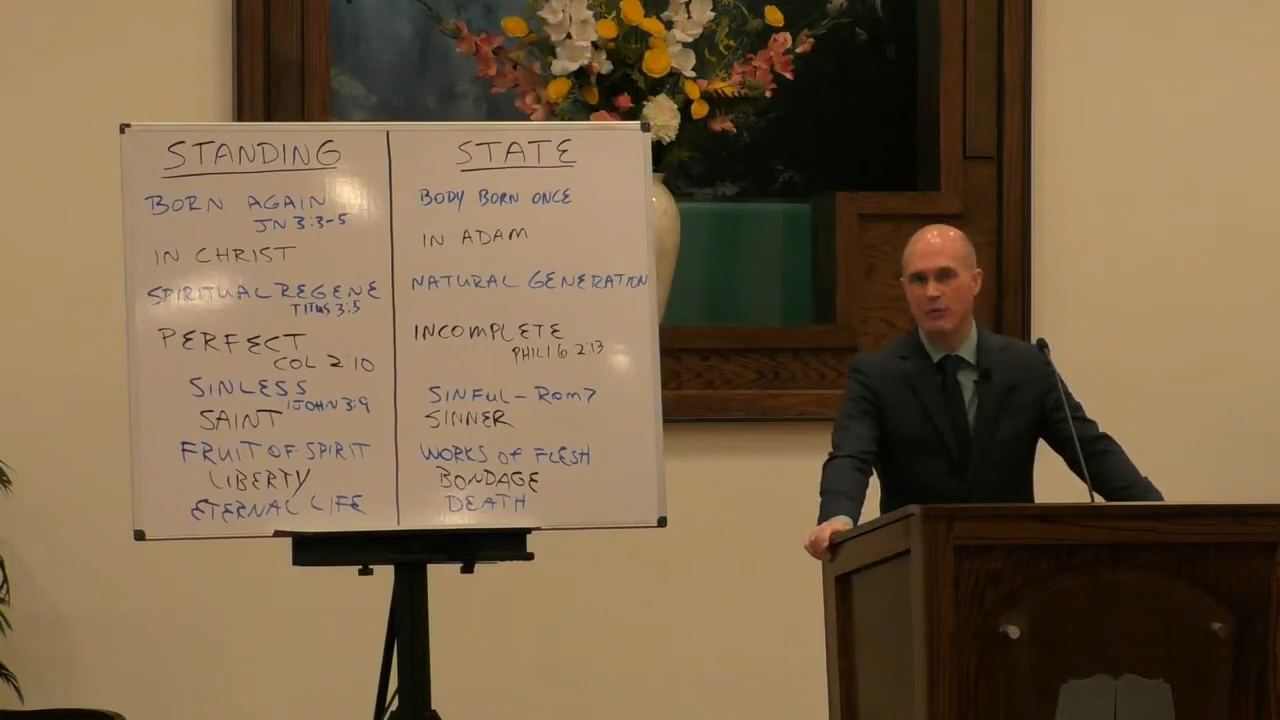 STANDING
BORN AGAIN
JN 3:3-5
IN CHRIST
SPIRITUAL REGENE
TITUS 3:5
PERFECT
COL 2:10
SINLESS
1JOHN 3:9
SAINT
FRUIT OF SPIRIT
LIBERTY
ETERNAL LIFE
STATE
BODY BORN ONCE
IN ADAM
NATURAL GENERATION
INCOMPLETE
PHIL 1 6 2:13
SINFUL - ROM 7
SINNER
WORKS OF FLESH
BONDAGE
DEATH